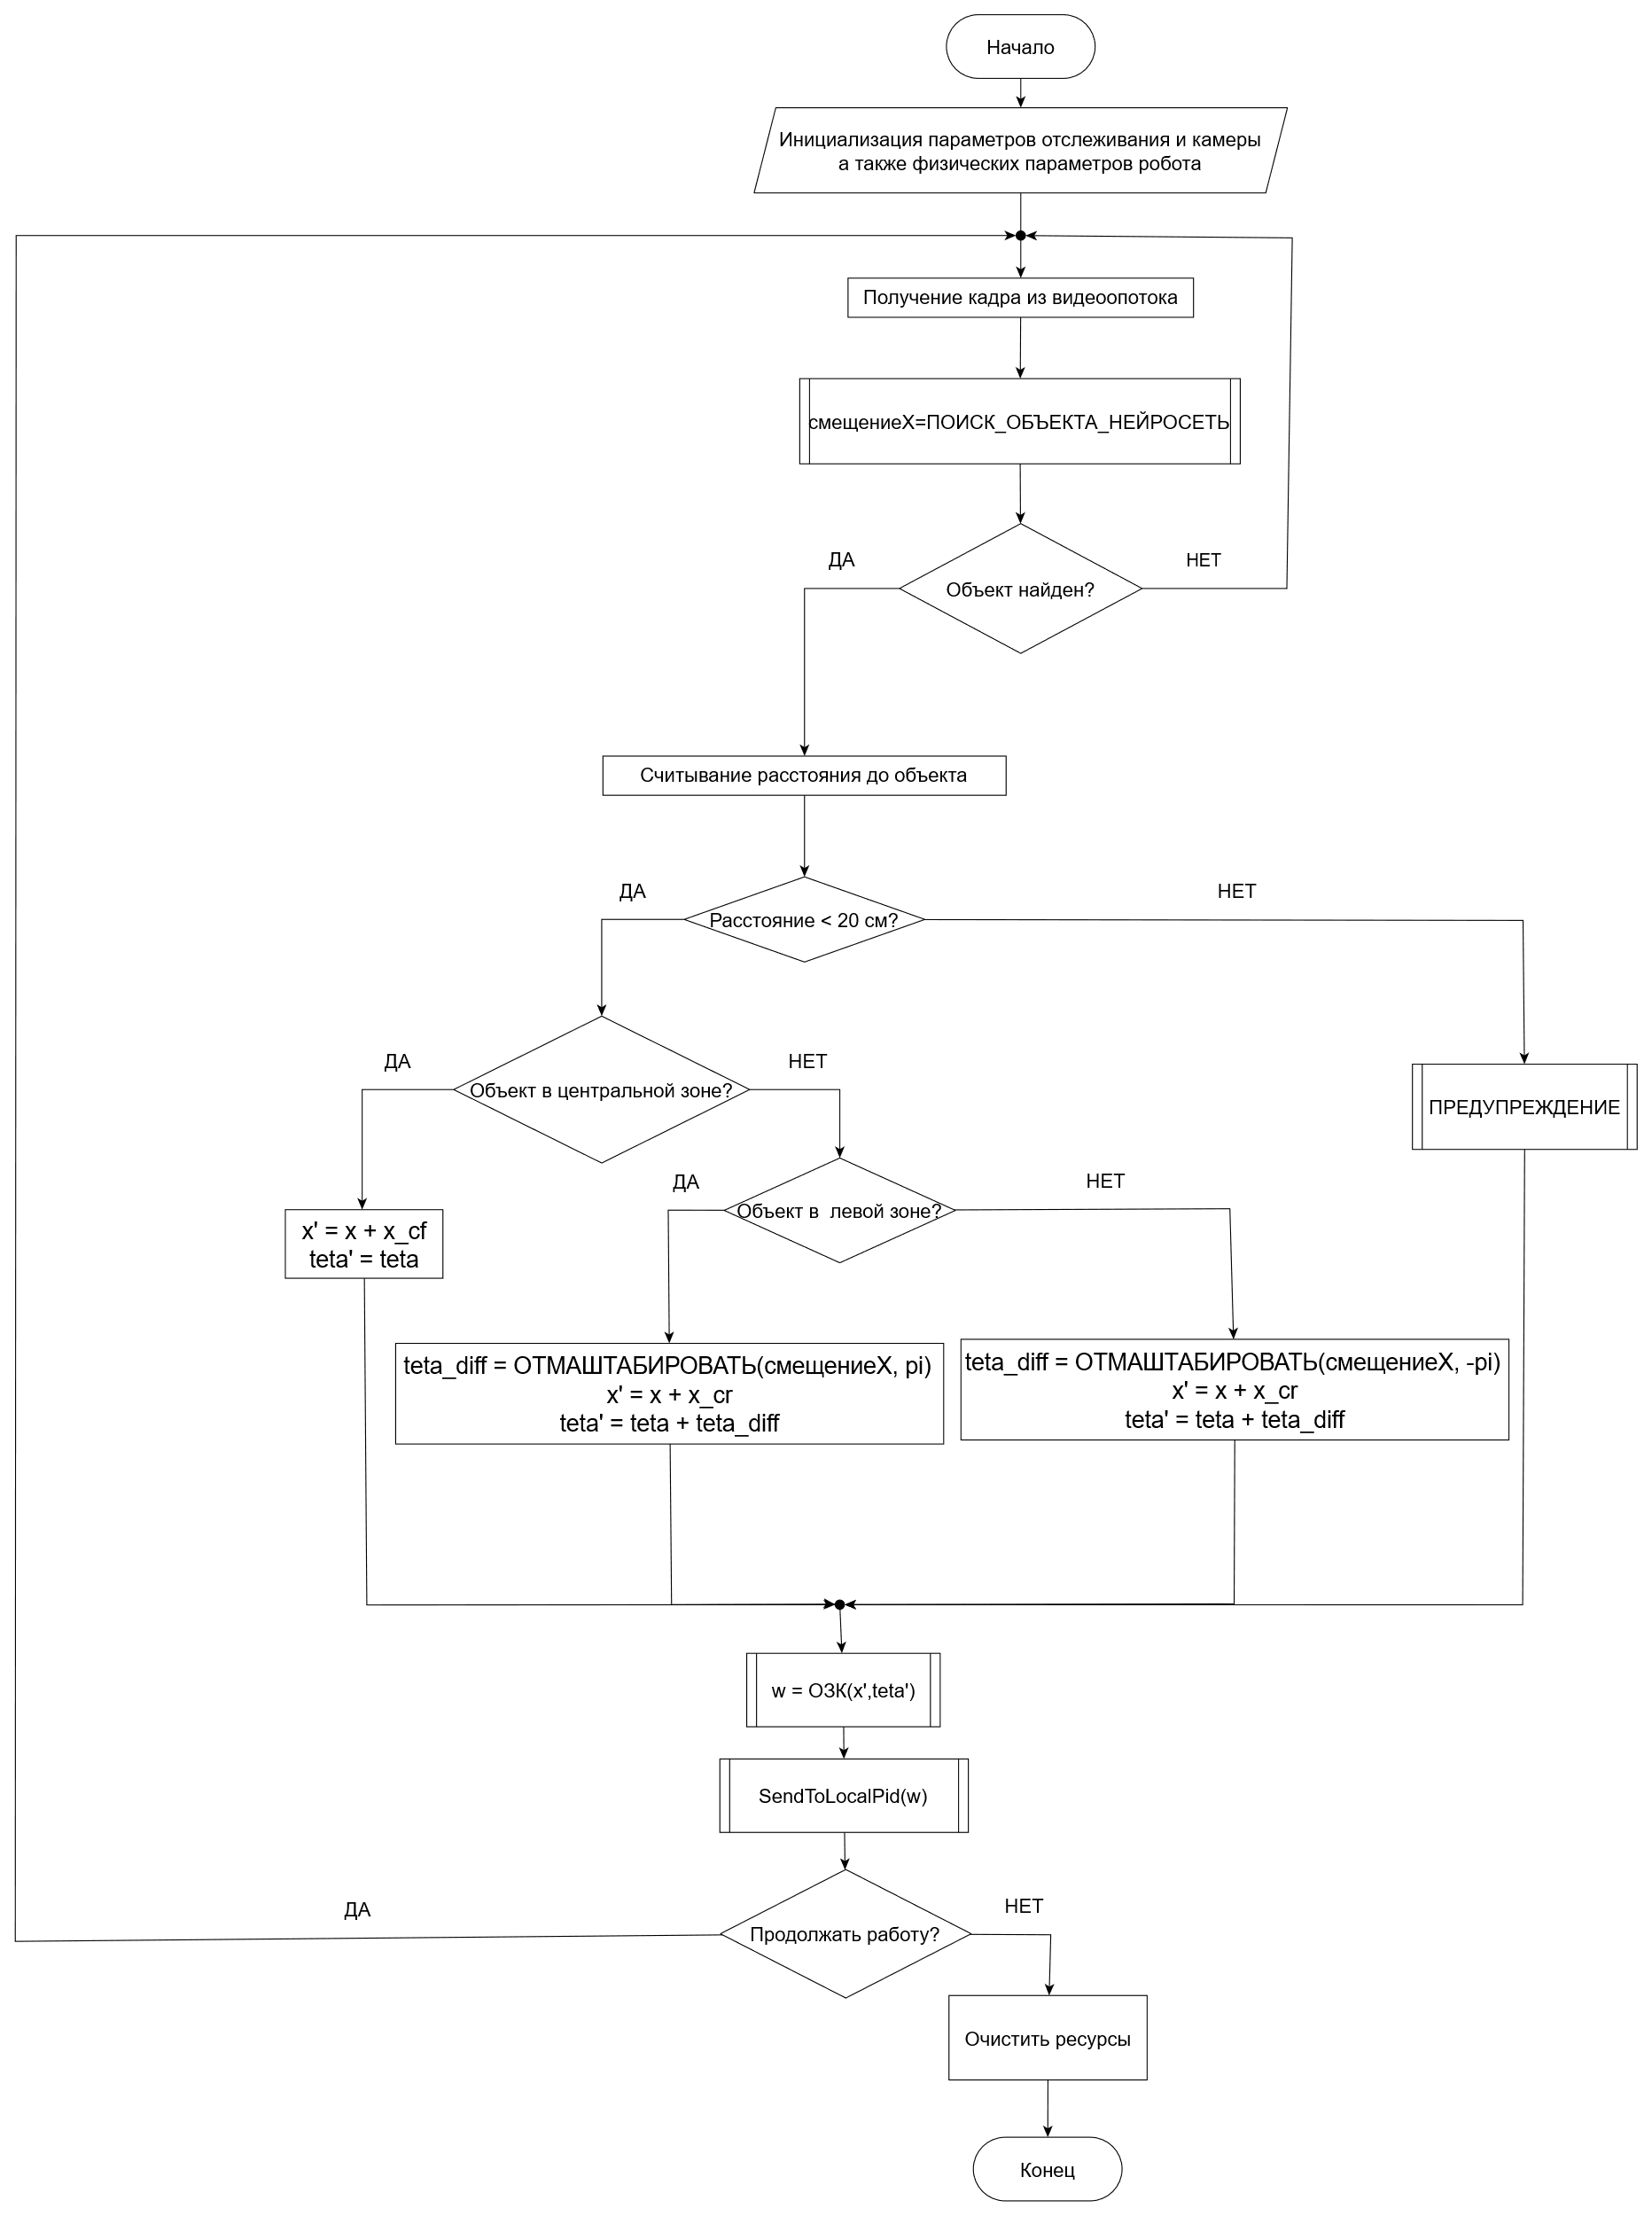 Начало
Инициализация параметров отслеживания и камеры
а также физических параметров робота
Получение кадра из видеоопотока
смещениеX=ПОИСК_ОБЪЕКТА_НЕЙРОСЕТЬ
ДА
НЕТ
Объект найден?
Считывание расстояния до объекта
ДА
НЕТ
Расстояние < 20 см?
ДА
НЕТ
Объект в центральной зоне?
ПРЕДУПРЕЖДЕНИЕ
ДА
НЕТ
Объект в  левой зоне?
x' = x + x_cf
teta' = teta
teta_diff = ОТМАШТАБИРОВАТЬ(смещениеX, pi)
x' = x + x_cr
teta' = teta + teta_diff
teta_diff = ОТМАШТАБИРОВАТЬ(смещениеX, -pi)
x' = x + x_cr
teta' = teta + teta_diff
w = ОЗК(x',teta')
SendToLocalPid(w)
ДА
НЕТ
Продолжать работу?
Очистить ресурсы
Конец